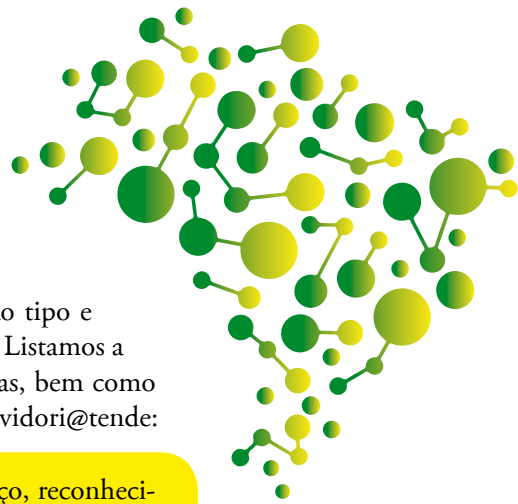 o tipo e
Listamos a
as, bem como
vidori@tende:
ço, reconheci-